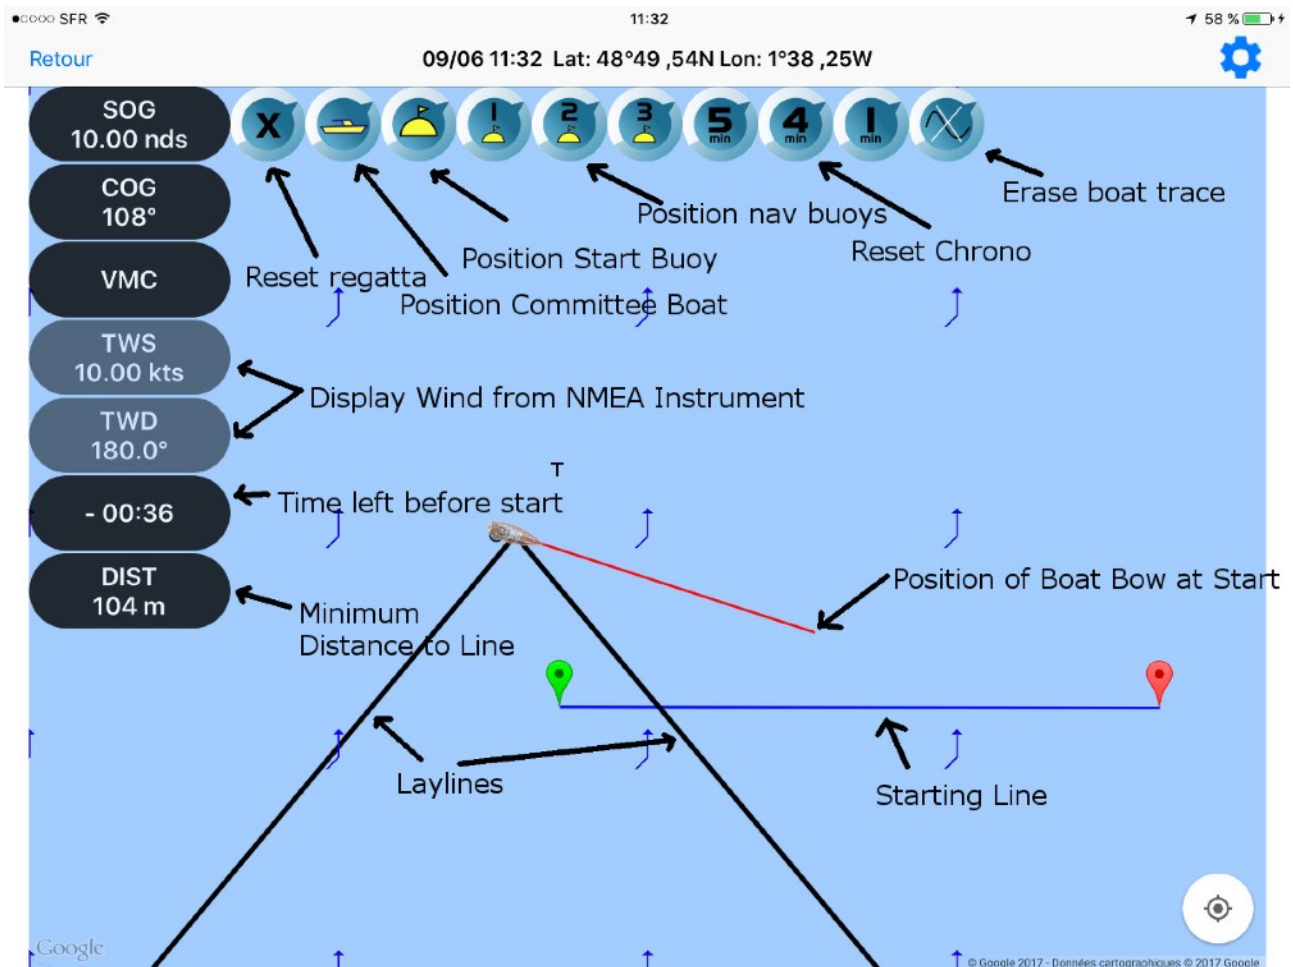 SFR
11:32
58 %
Retour
09/06 11:32 Lat: 48°49 ,54N Lon: 1°38 ,25W
SOG
10.00 nds
X
1
2
3
5
min
4
min
1
min
COG
108°
Erase boat trace
Position nav buoys
Reset Chrono
Position Start Buoy
Reset regatta
VMC
Position Committee Boat
TWS
10.00 kts
Display Wind from NMEA Instrument
TWD
180.0°
T
- 00:36
Time left before start
DIST
104 m
Position of Boat Bow at Start
Minimum
Distance to Line
Laylines
Starting Line
Google
© Google 2017 - Données cartographiques © 2017 Google